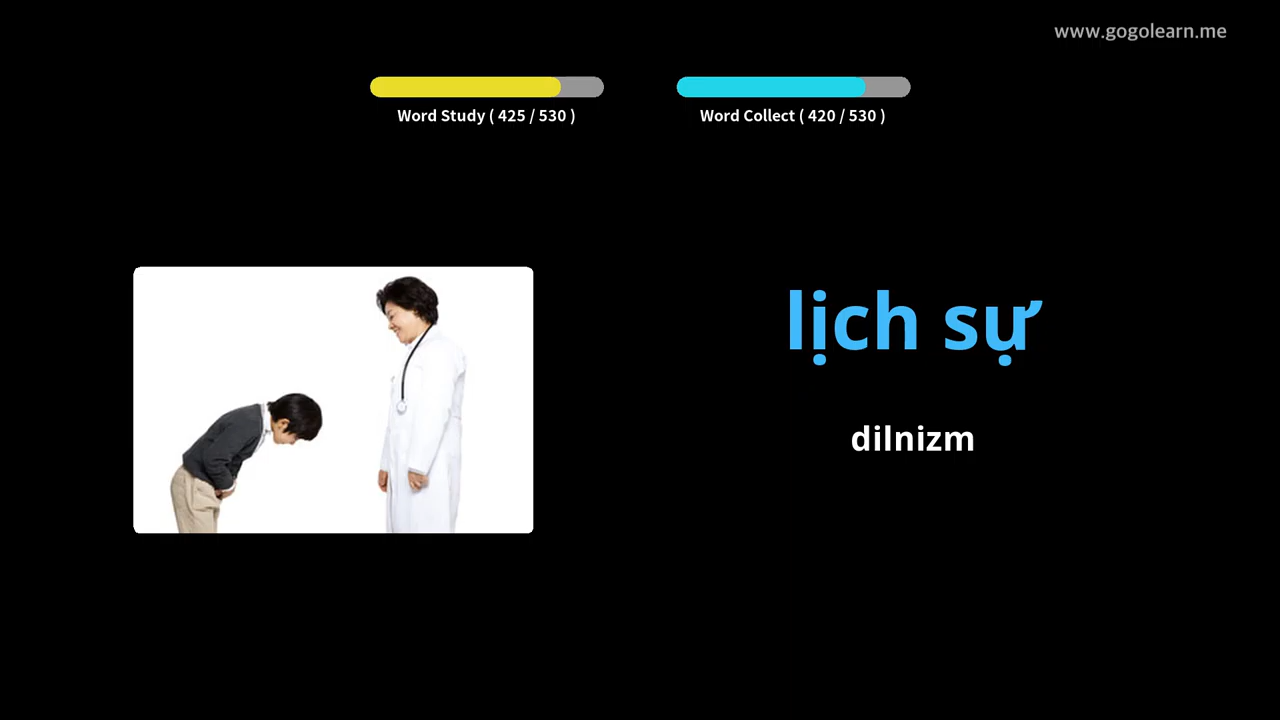 www.gogolearn.me
Word Study ( 425 / 530 )
Word Collect ( 420 / 530 )
lịch sự
dilnizm